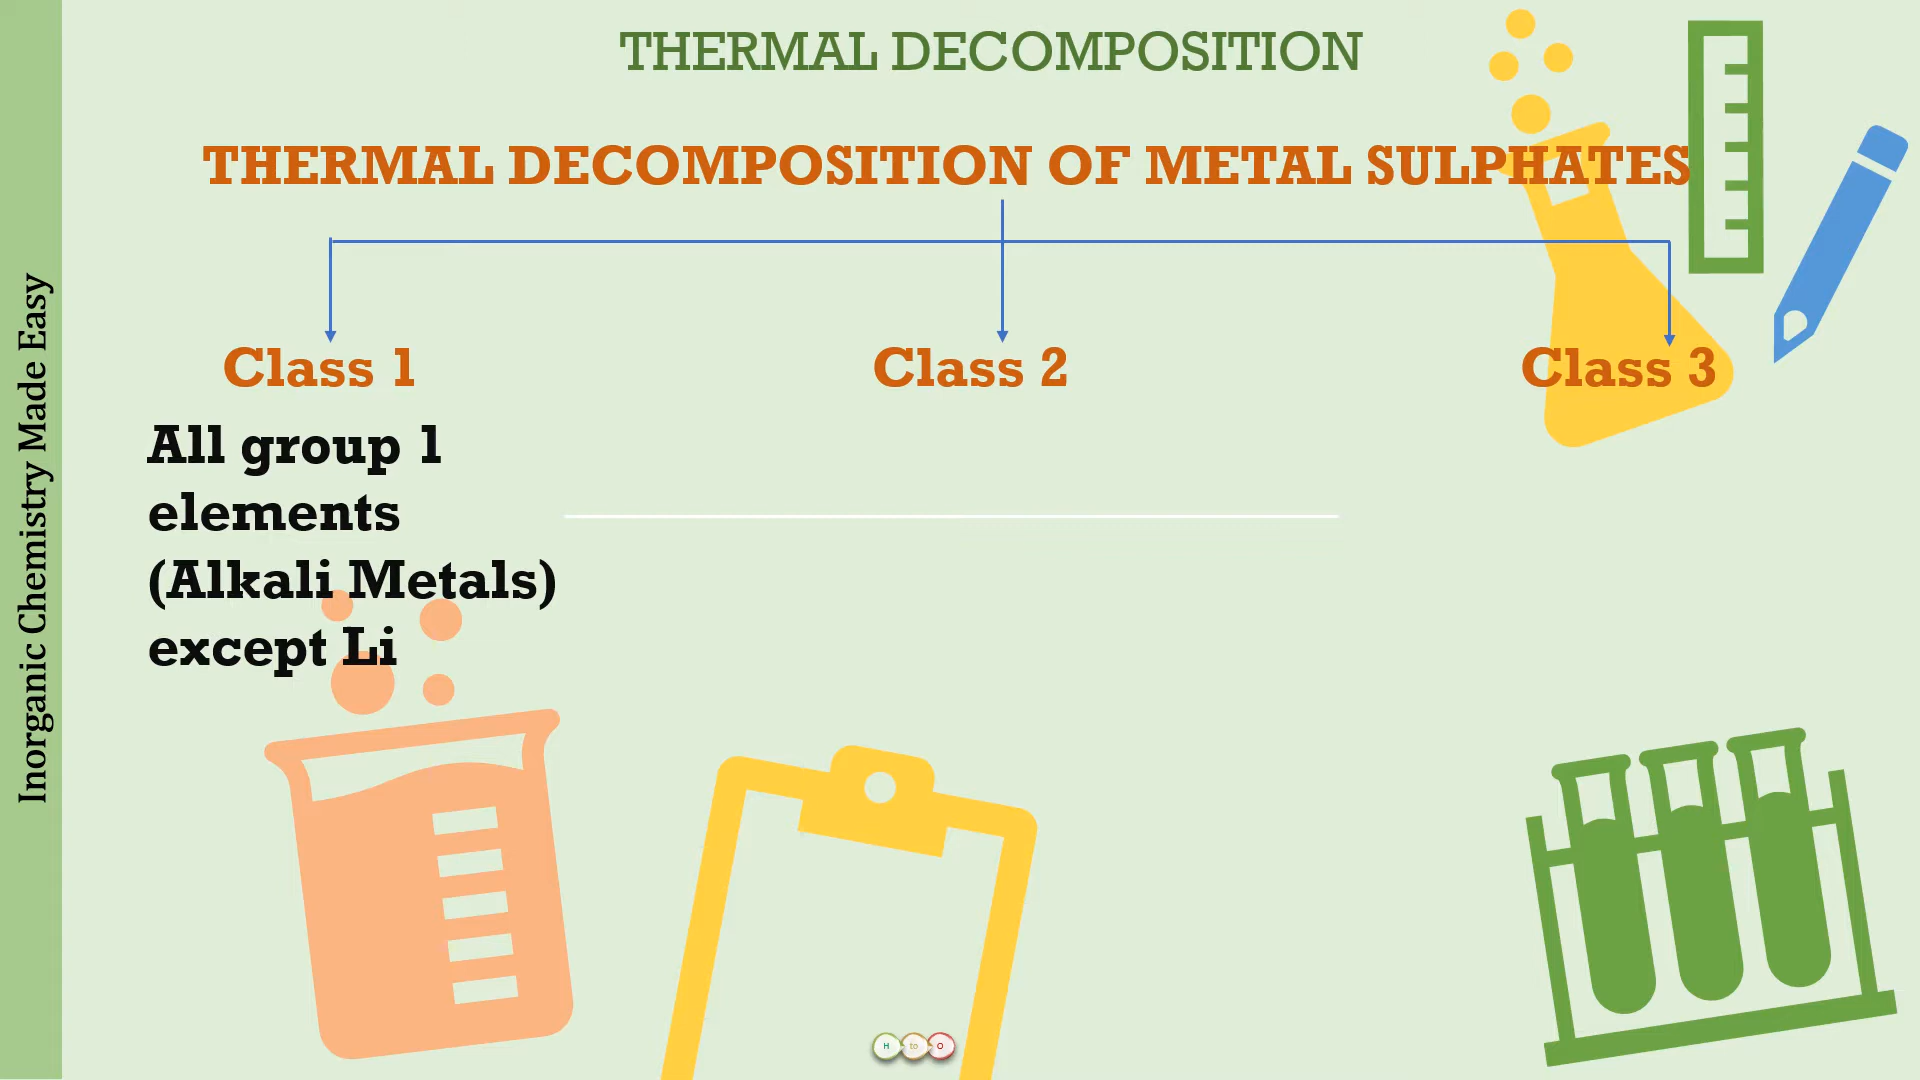 THERMAL DECOMPOSITION
THERMAL DECOMPOSITION OF METAL SULPHATES
Class 1
Class 2
Class 3
All group 1
elements
(Alkali Metals)
except Li
Inorganic Chemistry Made Easy
H to O